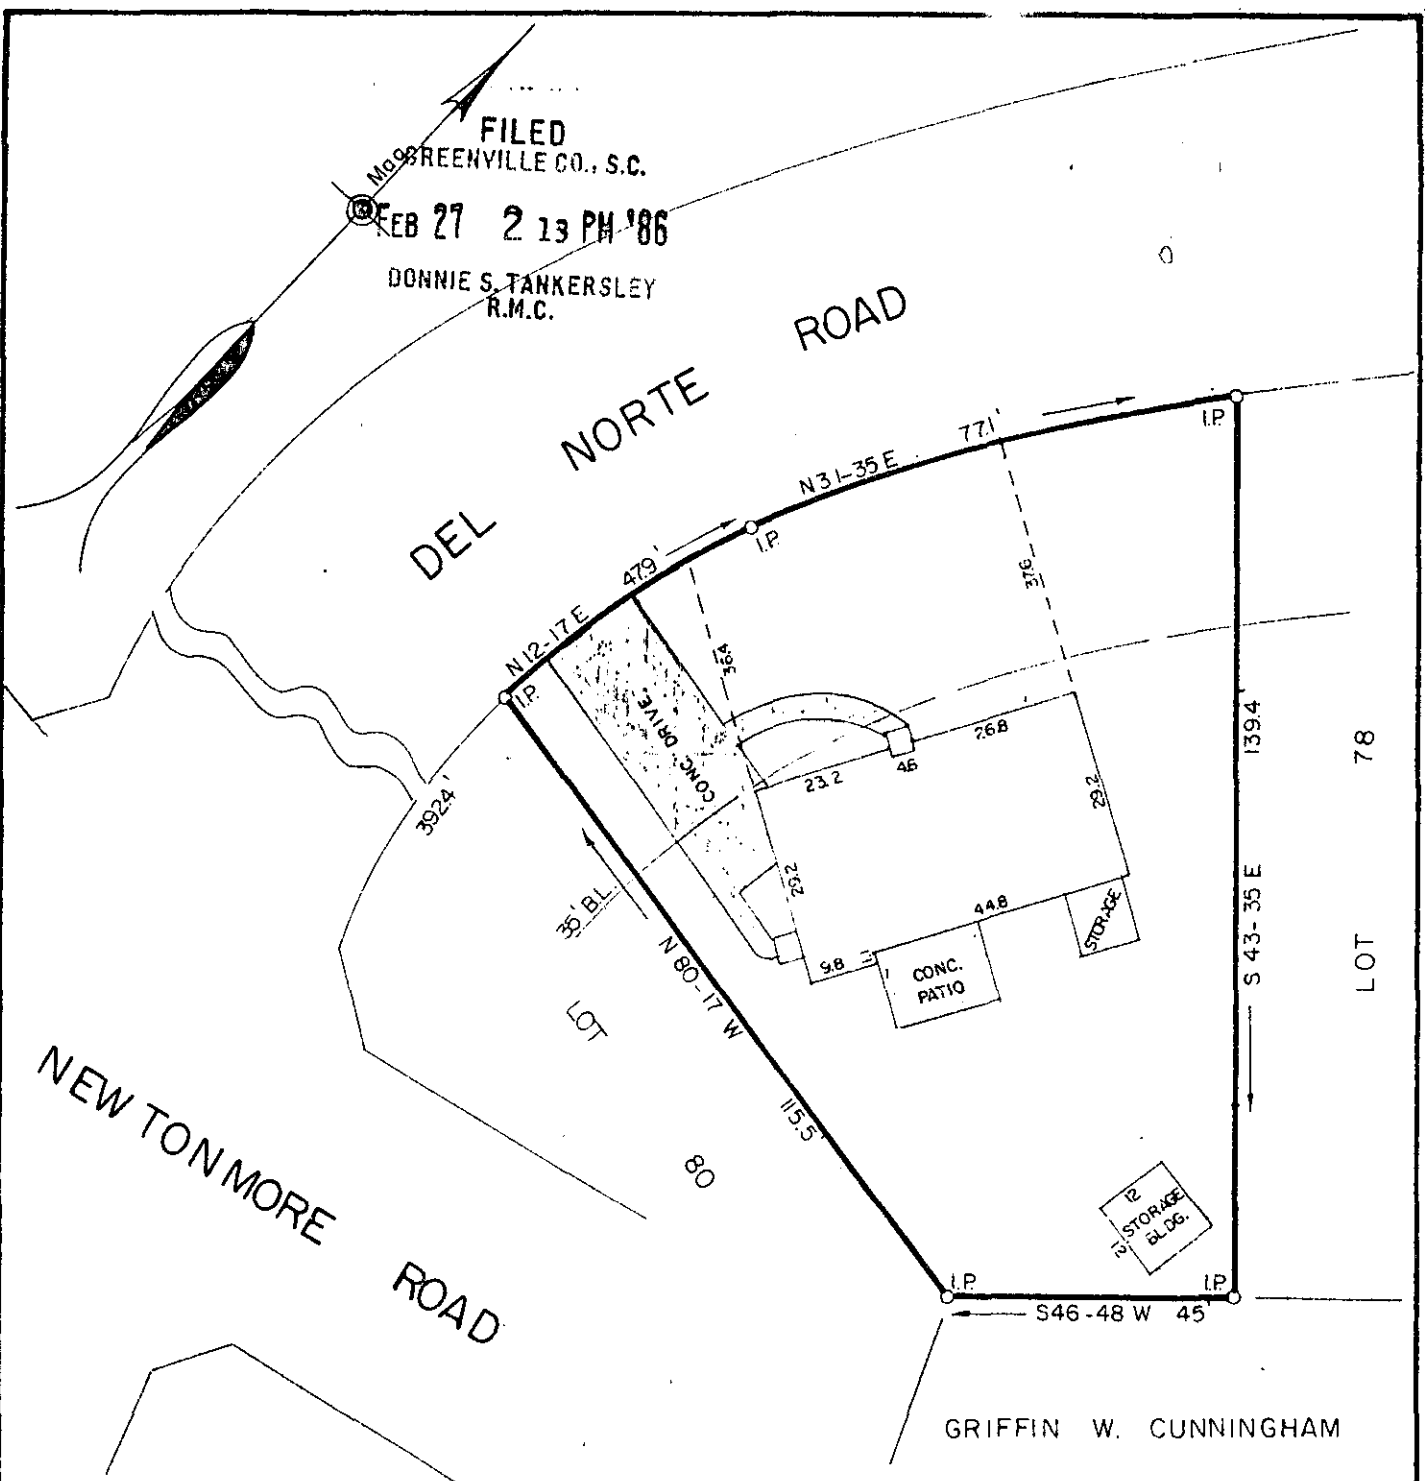 Mag.
FILED
GREENVILLE CO., S.C.
FEB 27 2 13 PM '86
DONNIE S. TANKERSLEY
R.M.C.
DEL NORTE ROAD
I.P.
77.1'
N 31-35 E
I.P.
47.9'
N 12-17 E
I.P.
37.6
36.4
CONC. DRIVE
26.8
4.6
23.2
139.4'
78
LOT
S 43-35 E
392.4'
29.2
29.2
35' B.L.
44.8
STORAGE
9.8
CONC.
PATIO
N 80-17 W
115.5'
LOT
80
NEWTONMORE ROAD
12
STORAGE
BLDG.
12
I.P.
I.P.
S46-48 W 45'
GRIFFIN W. CUNNINGHAM